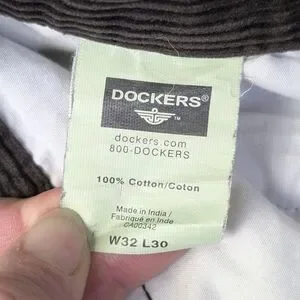 DOCKERS®
dockers.com
800-DOCKERS
100% Cotton/Coton
Made in India /
Fabriqué en Inde
CA00342
W32 L30